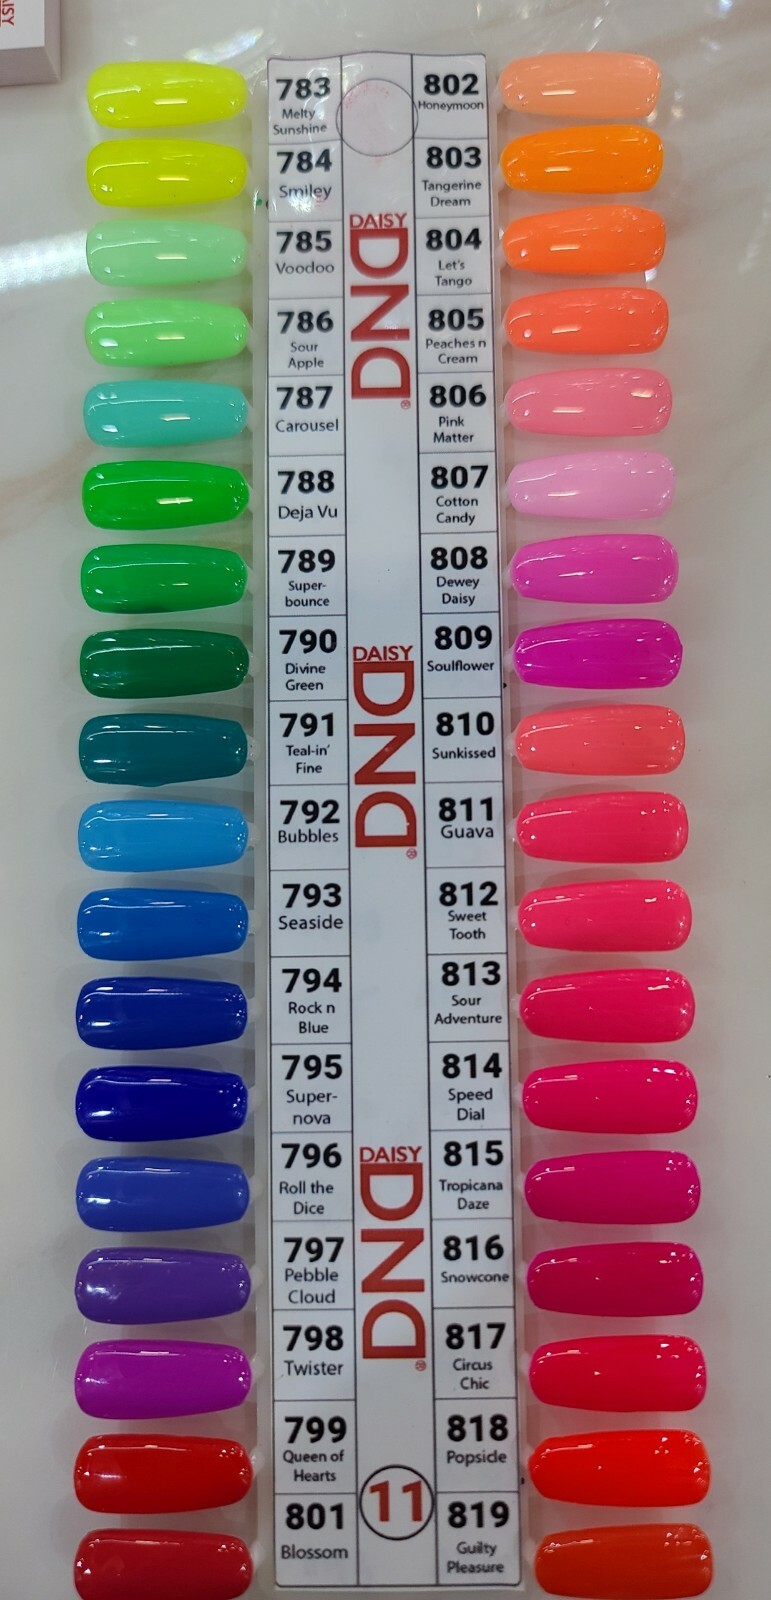 DAISY
783
Melty
Sunshine
784
Smiley
785
Voodoo
786
Sour
Apple
787
Carousel
788
Deja Vu
789
Super-
bounce
790
Divine
Green
791
Teal-in'
Fine
792
Bubbles
793
Seaside
794
Rock n
Blue
795
Super-
nova
796
Roll the
Dice
797
Pebble
Cloud
798
Twister
799
Queen of
Hearts
801
Blossom
DAISY
DND®
DAISY
DND®
DAISY
DND®
11
802
Honeymoon
803
Tangerine
Dream
804
Let's
Tango
805
Peaches n
Cream
806
Pink
Matter
807
Cotton
Candy
808
Dewey
Daisy
809
Soulflower
810
Sunkissed
811
Guava
812
Sweet
Tooth
813
Sour
Adventure
814
Speed
Dial
815
Tropicana
Daze
816
Snowcone
817
Circus
Chic
818
Popside
819
Guilty
Pleasure